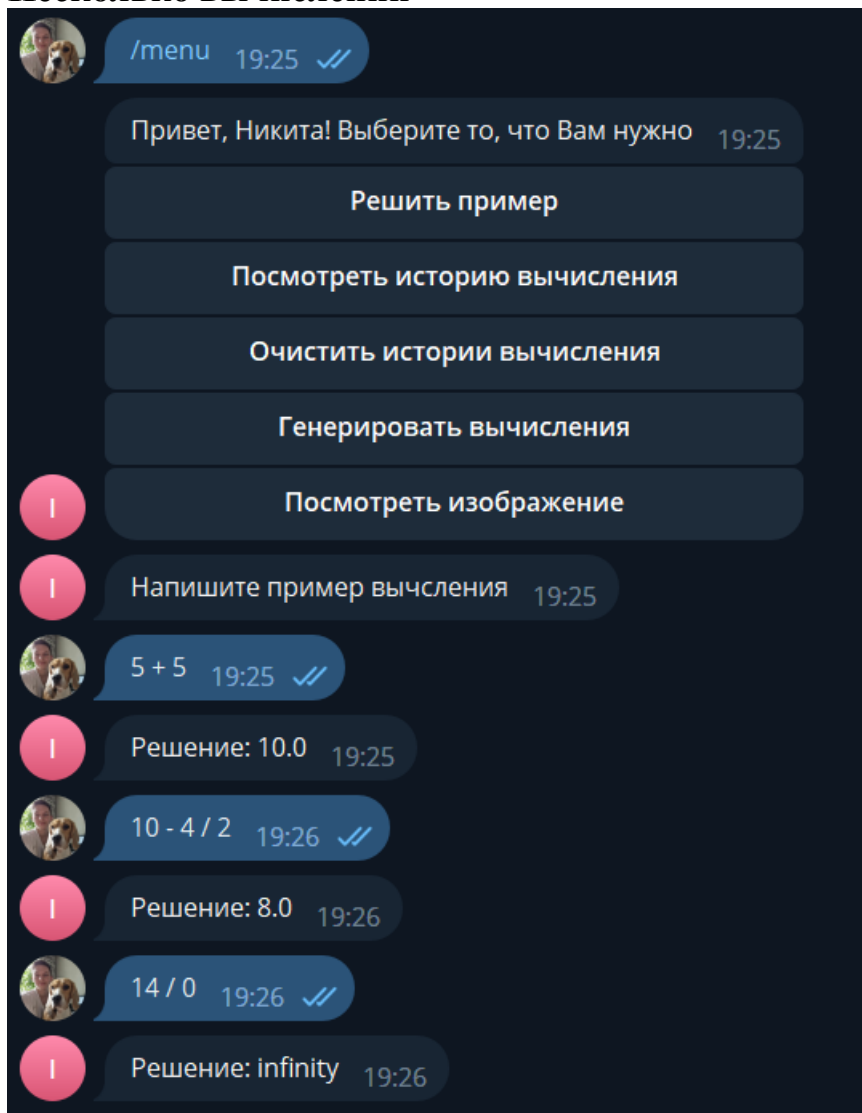 /menu 19:25
Привет, Никита! Выберите то, что Вам нужно 19:25
Решить пример
Посмотреть историю вычисления
Очистить истории вычисления
Генерировать вычисления
I Посмотреть изображение
I Напишите пример вычсления 19:25
5 + 5 19:25
I Решение: 10.0 19:25
10 - 4 / 2 19:26
I Решение: 8.0 19:26
14 / 0 19:26
I Решение: infinity 19:26